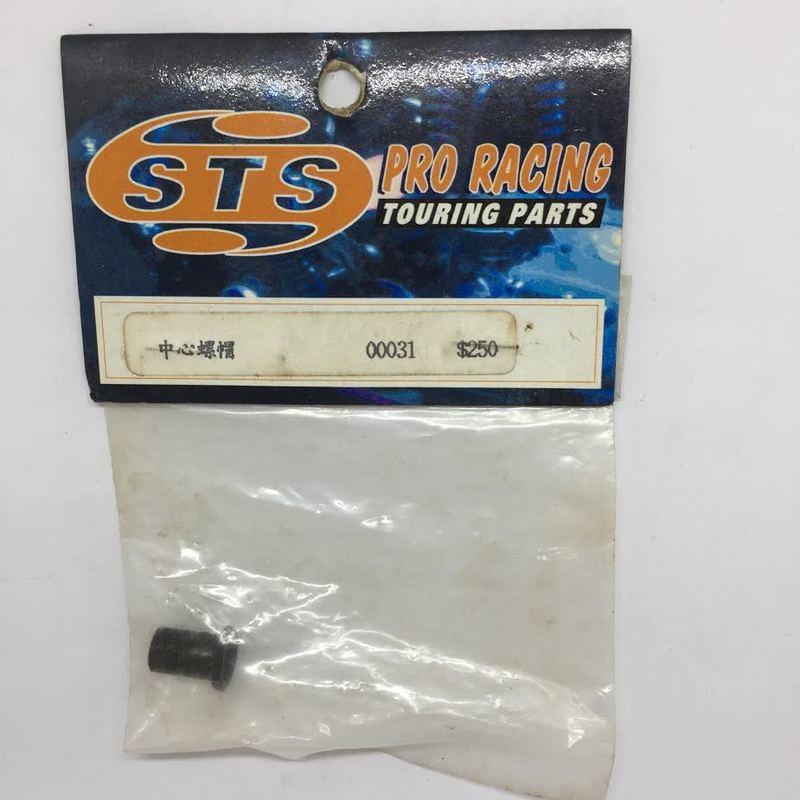 STS
PRO RACING
TOURING PARTS
中心螺帽 00031 $250